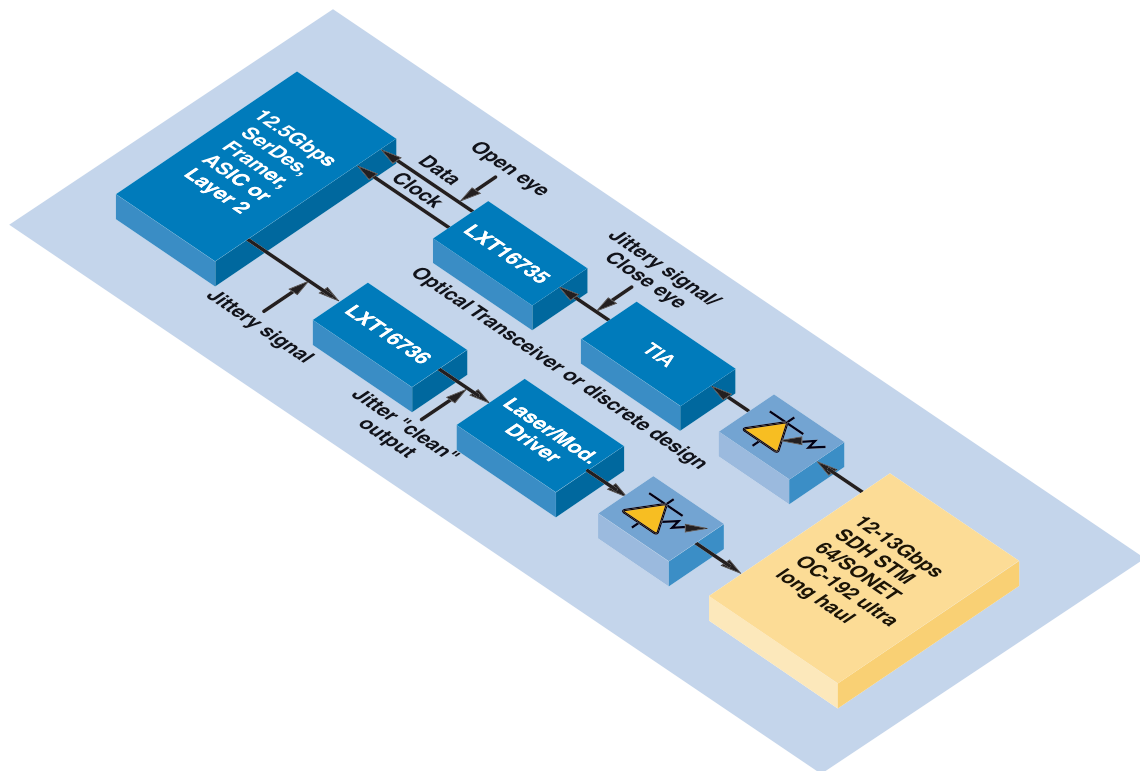 12.5Gbps
SerDes,
Framer,
ASIC or
Layer 2
Data
Clock
Open eye
LXT16735
Jittery signal/
Close eye
TIA
Optical Transceiver or discrete design
Jittery signal
LXT16736
Jitter "clean"
output
Laser/Mod.
Driver
12-13Gbps
SDH STM
64/SONET
OC-192 ultra
long haul